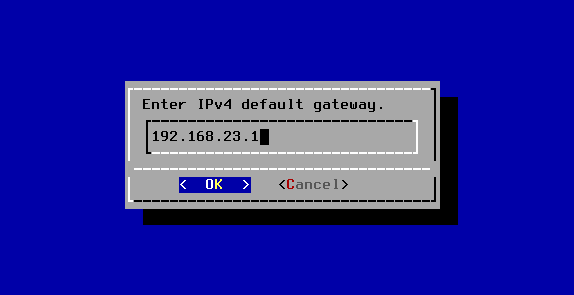 Enter IPv4 default gateway.
192.168.23.1
< OK > <Cancel>